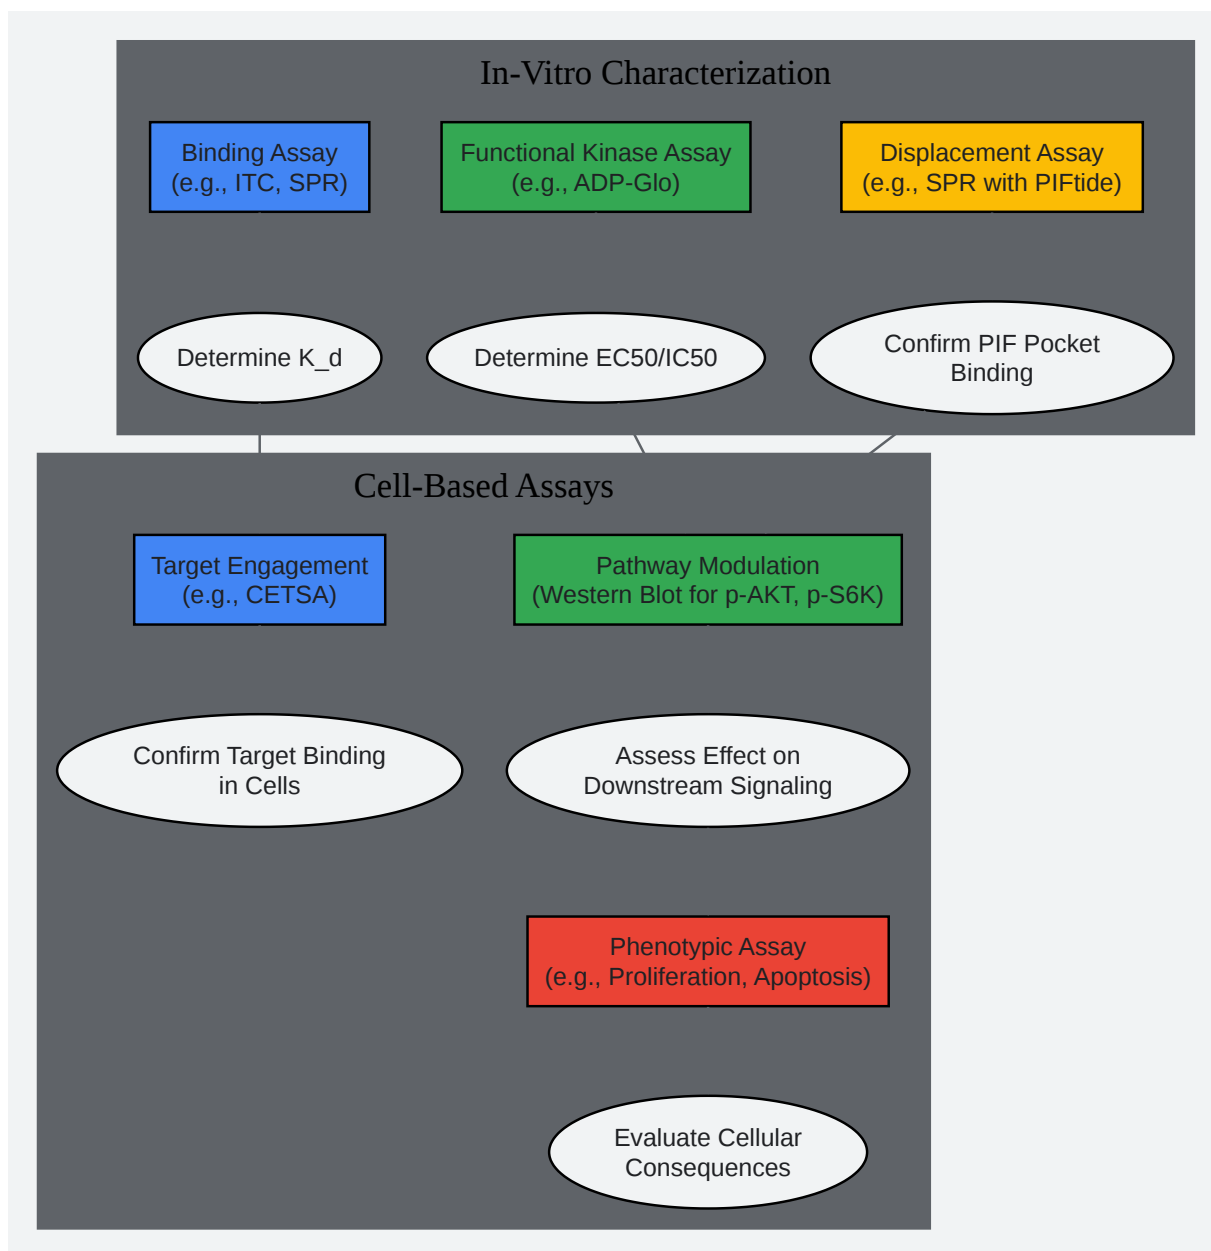 In-Vitro Characterization
Binding Assay
(e.g., ITC, SPR)
Functional Kinase Assay
(e.g., ADP-Glo)
Displacement Assay
(e.g., SPR with PIFtide)
Determine K_d
Determine EC50/IC50
Confirm PIF Pocket
Binding
Cell-Based Assays
Target Engagement
(e.g., CETSA)
Pathway Modulation
(Western Blot for p-AKT, p-S6K)
Confirm Target Binding
in Cells
Assess Effect on
Downstream Signaling
Phenotypic Assay
(e.g., Proliferation, Apoptosis)
Evaluate Cellular
Consequences